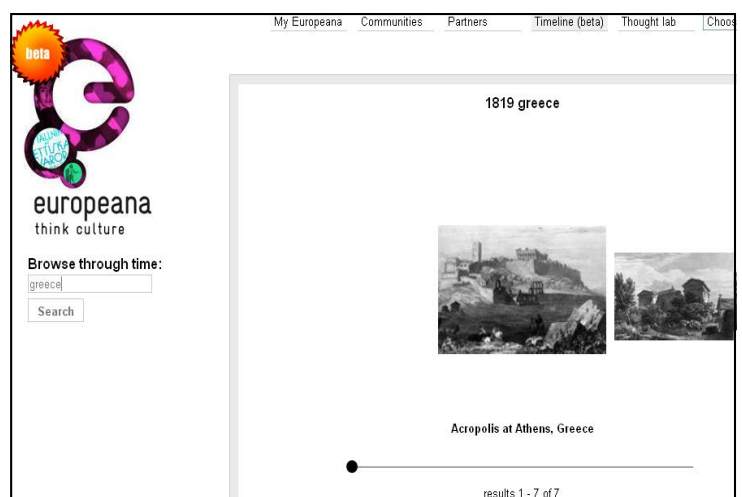 My Europeana Communities Partners Timeline (beta) Thought lab Choos
beta
1819 greece
europeana
think culture
Browse through time:
greece
Search
Acropolis at Athens, Greece
results 1 - 7 of 7